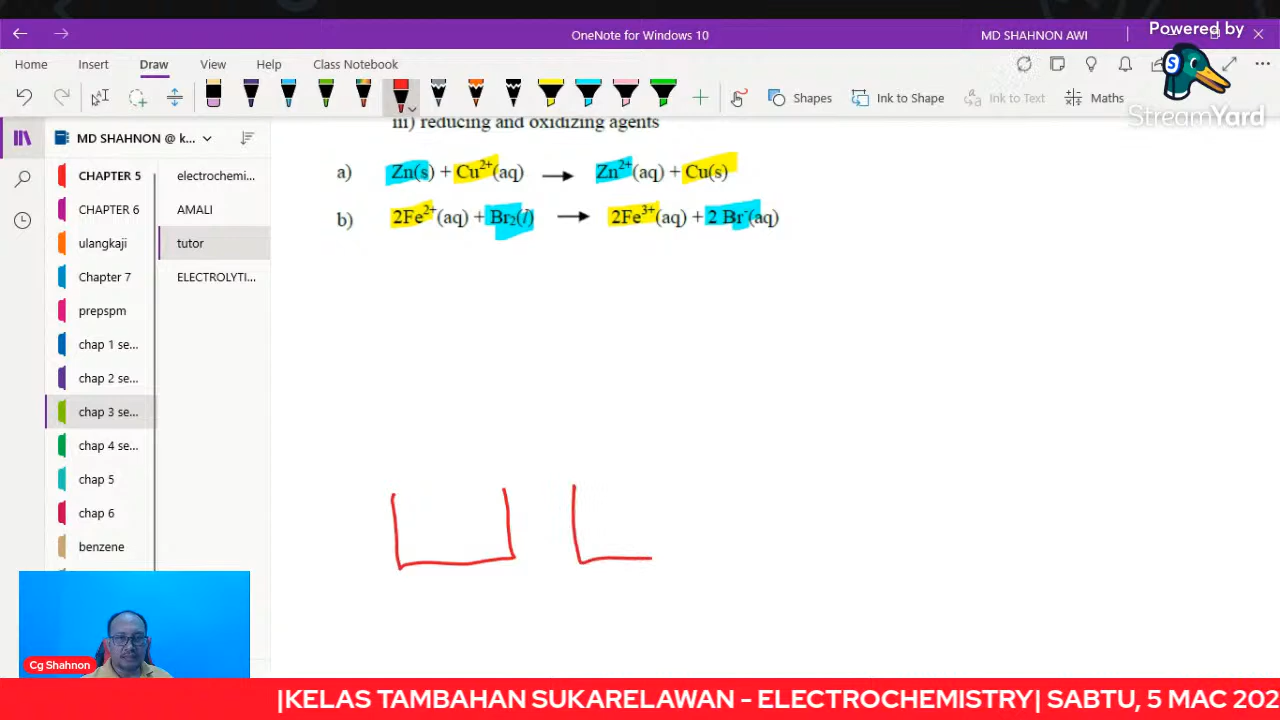 OneNote for Windows 10
MD SHAHNON AWI
Powered by
StreamYard
Home Insert Draw View Help Class Notebook
Shapes Ink to Shape Ink to Text Maths
MD SHAHNON @ k...
CHAPTER 5
CHAPTER 6
ulangkaji
Chapter 7
prepspm
chap 1 se...
chap 2 se...
chap 3 se...
chap 4 se...
chap 5
chap 6
benzene
electrochemi...
AMALI
tutor
ELECTROLYTI...
iii) reducing and oxidizing agents
a) Zn(s) + Cu²⁺(aq) → Zn²⁺(aq) + Cu(s)
b) 2Fe²⁺(aq) + Br₂(l) → 2Fe³⁺(aq) + 2 Br⁻(aq)
Cg Shahnon
|KELAS TAMBAHAN SUKARELAWAN - ELECTROCHEMISTRY| SABTU, 5 MAC 202